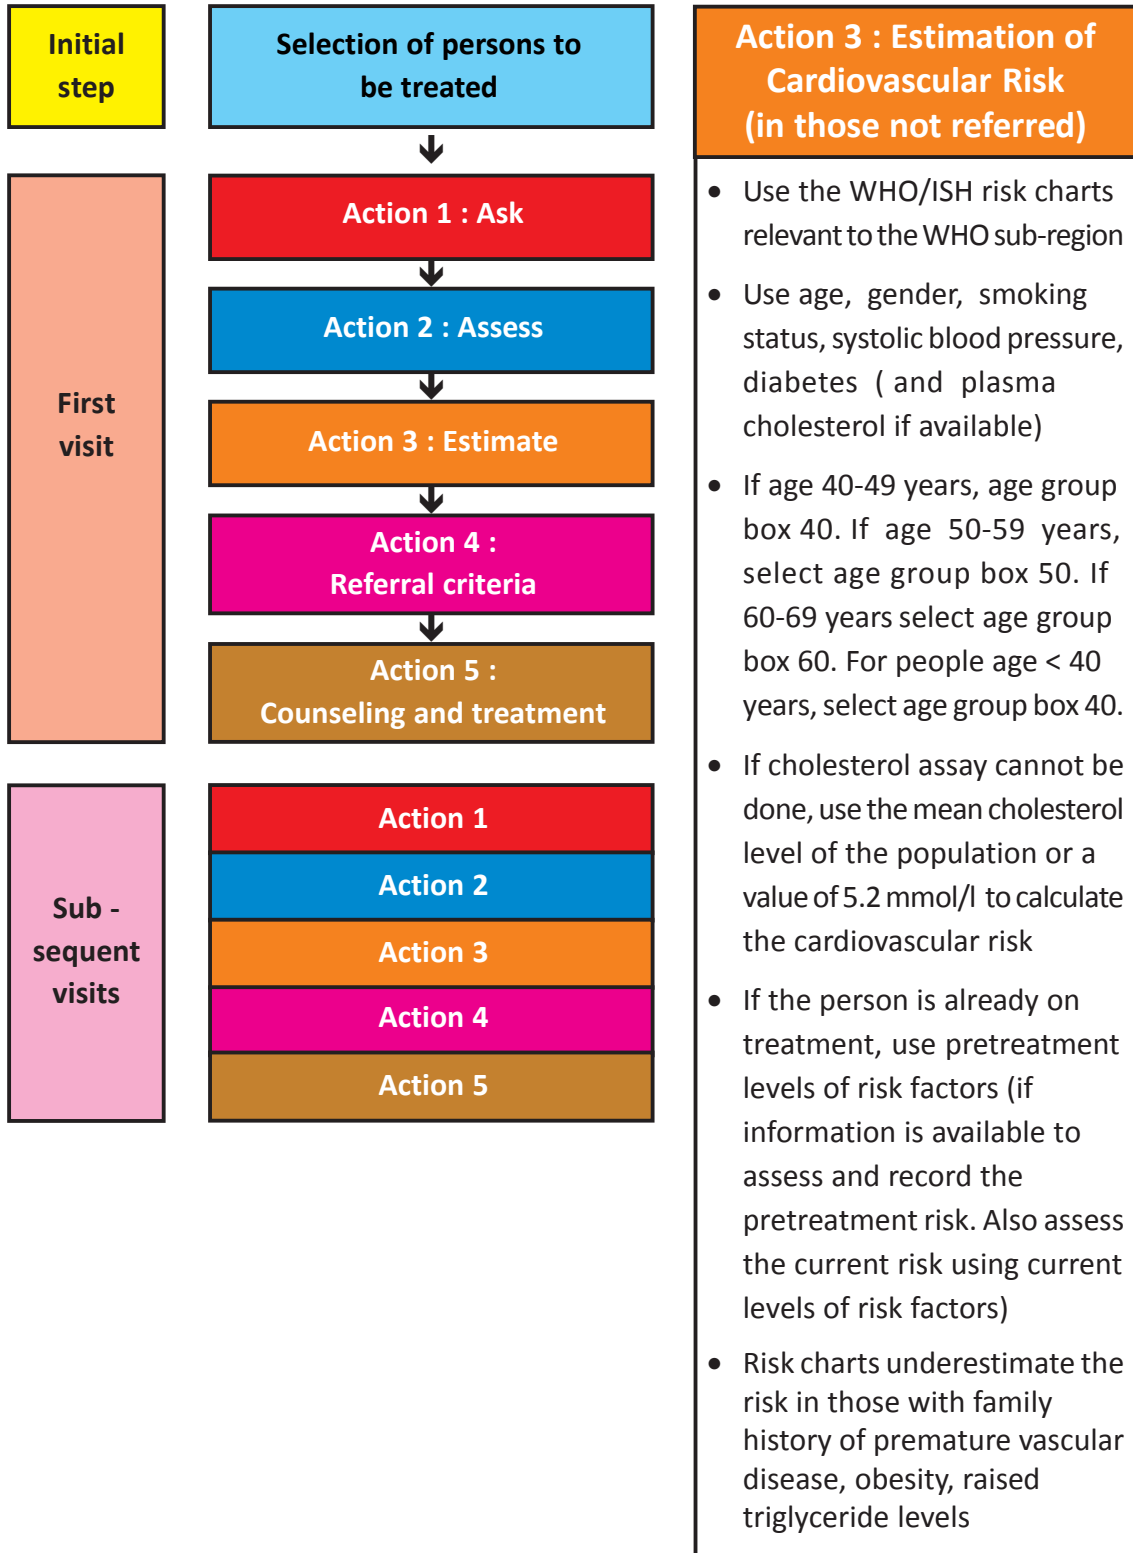 Initial
step
Selection of persons to
be treated
First
visit
Action 1 : Ask
Action 2 : Assess
Action 3 : Estimate
Action 4 :
Referral criteria
Action 5 :
Counseling and treatment
Sub -
sequent
visits
Action 1
Action 2
Action 3
Action 4
Action 5
Action 3 : Estimation of
Cardiovascular Risk
(in those not referred)
• Use the WHO/ISH risk charts
relevant to the WHO sub-region
• Use age, gender, smoking
status, systolic blood pressure,
diabetes ( and plasma
cholesterol if available)
• If age 40-49 years, age group
box 40. If age 50-59 years,
select age group box 50. If
60-69 years select age group
box 60. For people age < 40
years, select age group box 40.
• If cholesterol assay cannot be
done, use the mean cholesterol
level of the population or a
value of 5.2 mmol/l to calculate
the cardiovascular risk
• If the person is already on
treatment, use pretreatment
levels of risk factors (if
information is available to
assess and record the
pretreatment risk. Also assess
the current risk using current
levels of risk factors)
• Risk charts underestimate the
risk in those with family
history of premature vascular
disease, obesity, raised
triglyceride levels